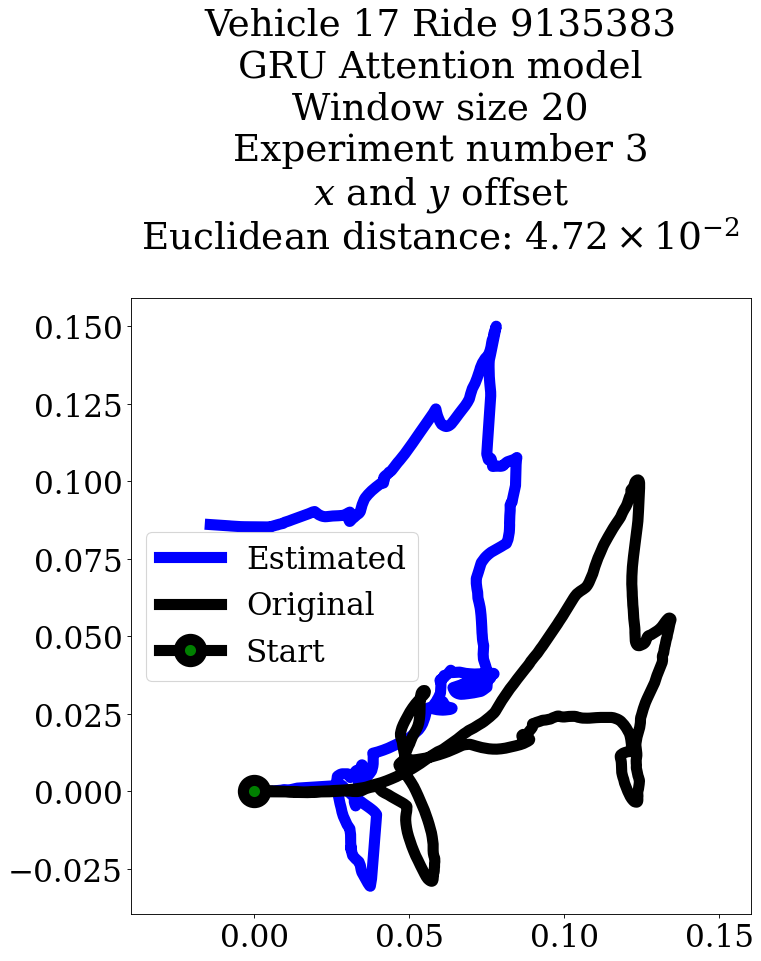 Vehicle 17 Ride 9135383
GRU Attention model
Window size 20
Experiment number 3
x and y offset
Euclidean distance: 4.72 × 10⁻²
0.150
0.125
0.100
0.075
0.050
0.025
0.000
−0.025
Estimated
Original
Start
0.00 0.05 0.10 0.15